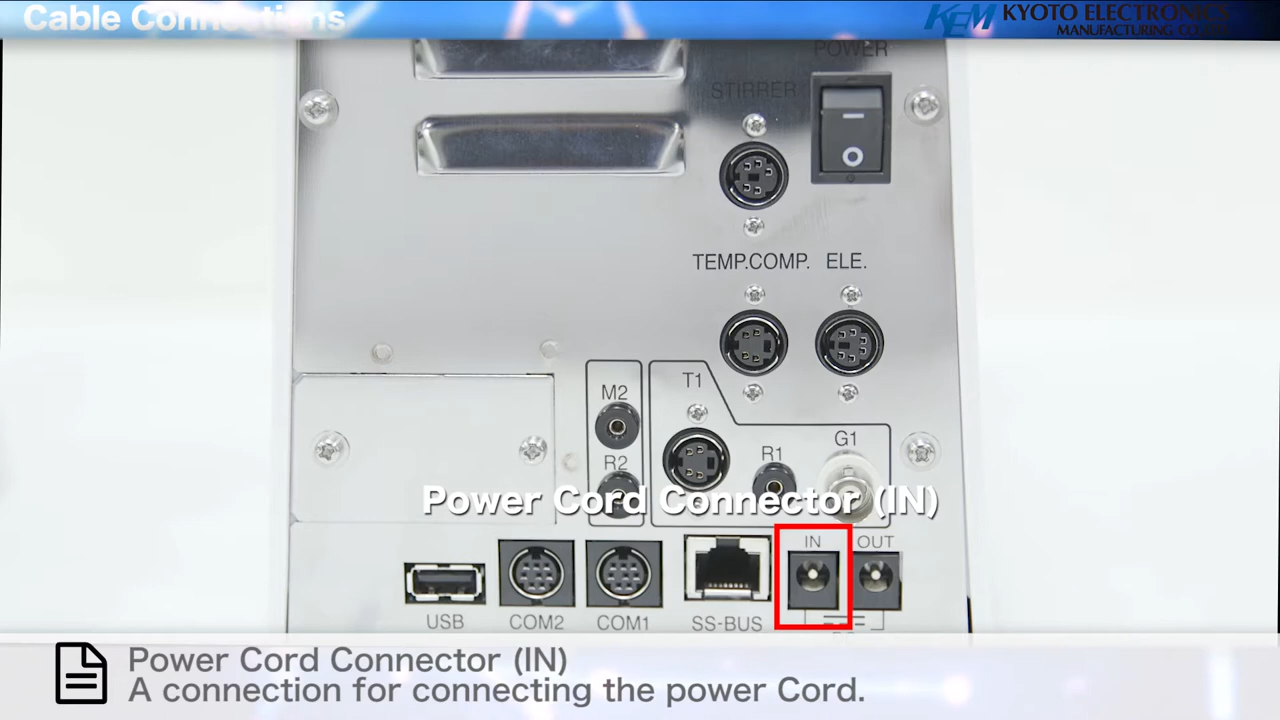 Cable Connections
KEM KYOTO ELECTRONICS
MANUFACTURING CO.,
POWER
STIRRER
TEMP.COMP. ELE.
T1
M2
R2
R1
G1
Power Cord Connector (IN)
IN OUT
USB
COM2
COM1
SS-BUS
Power Cord Connector (IN)
A connection for connecting the power Cord.